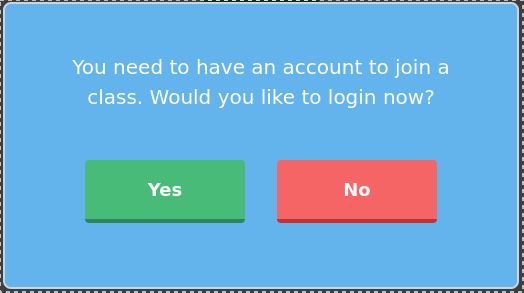 You need to have an account to join a
class. Would you like to login now?
Yes
No